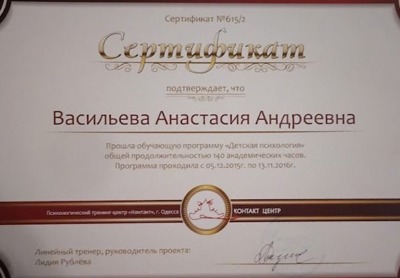 Сертификат №615/2
Сертификат
подтверждает, что
Васильева Анастасия Андреевна
Прошла обучающую программу «Детская психология»
общей продолжительностью 140 академических часов.
Программа проходила с 05.12.2015г. по 13.11.2016г.
Психологический тренинг центр «Контакт», г. Одесса
КОНТАКТ ЦЕНТР
Линейный тренер, руководитель проекта:
Лидия Рублёва